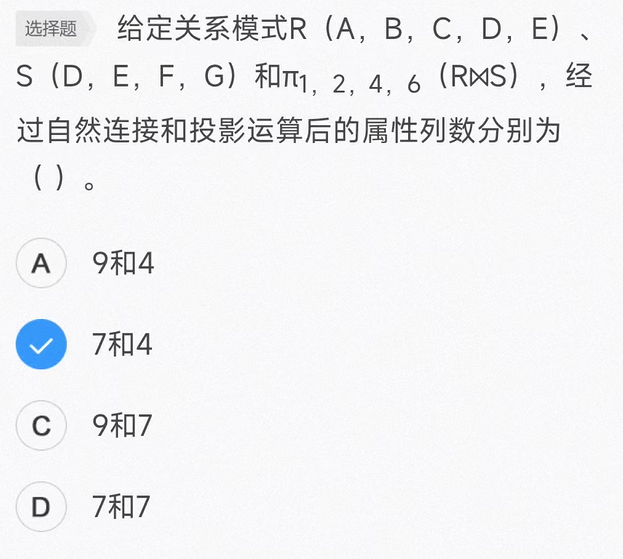 选择题 给定关系模式R（A，B，C，D，E）、
S（D，E，F，G）和π1，2，4，6（R⋈S），经
过自然连接和投影运算后的属性列数分别为
（ ）。
A 9和4
7和4
C 9和7
D 7和7